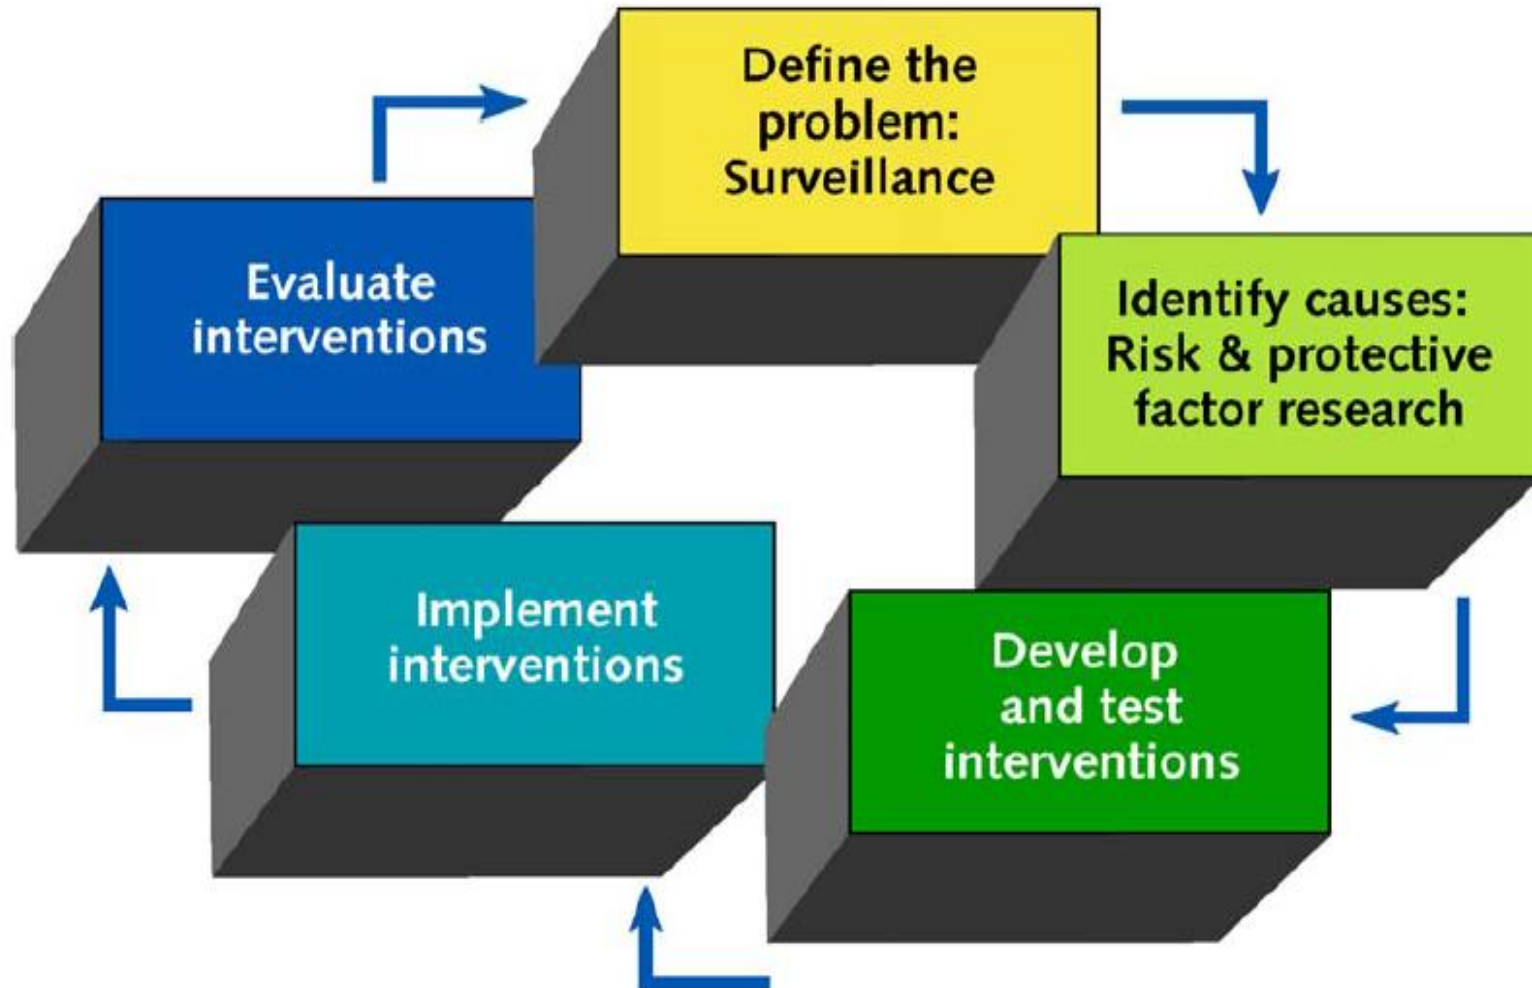 Define the
problem:
Surveillance
Identify causes:
Risk & protective
factor research
Develop
and test
interventions
Implement
interventions
Evaluate
interventions